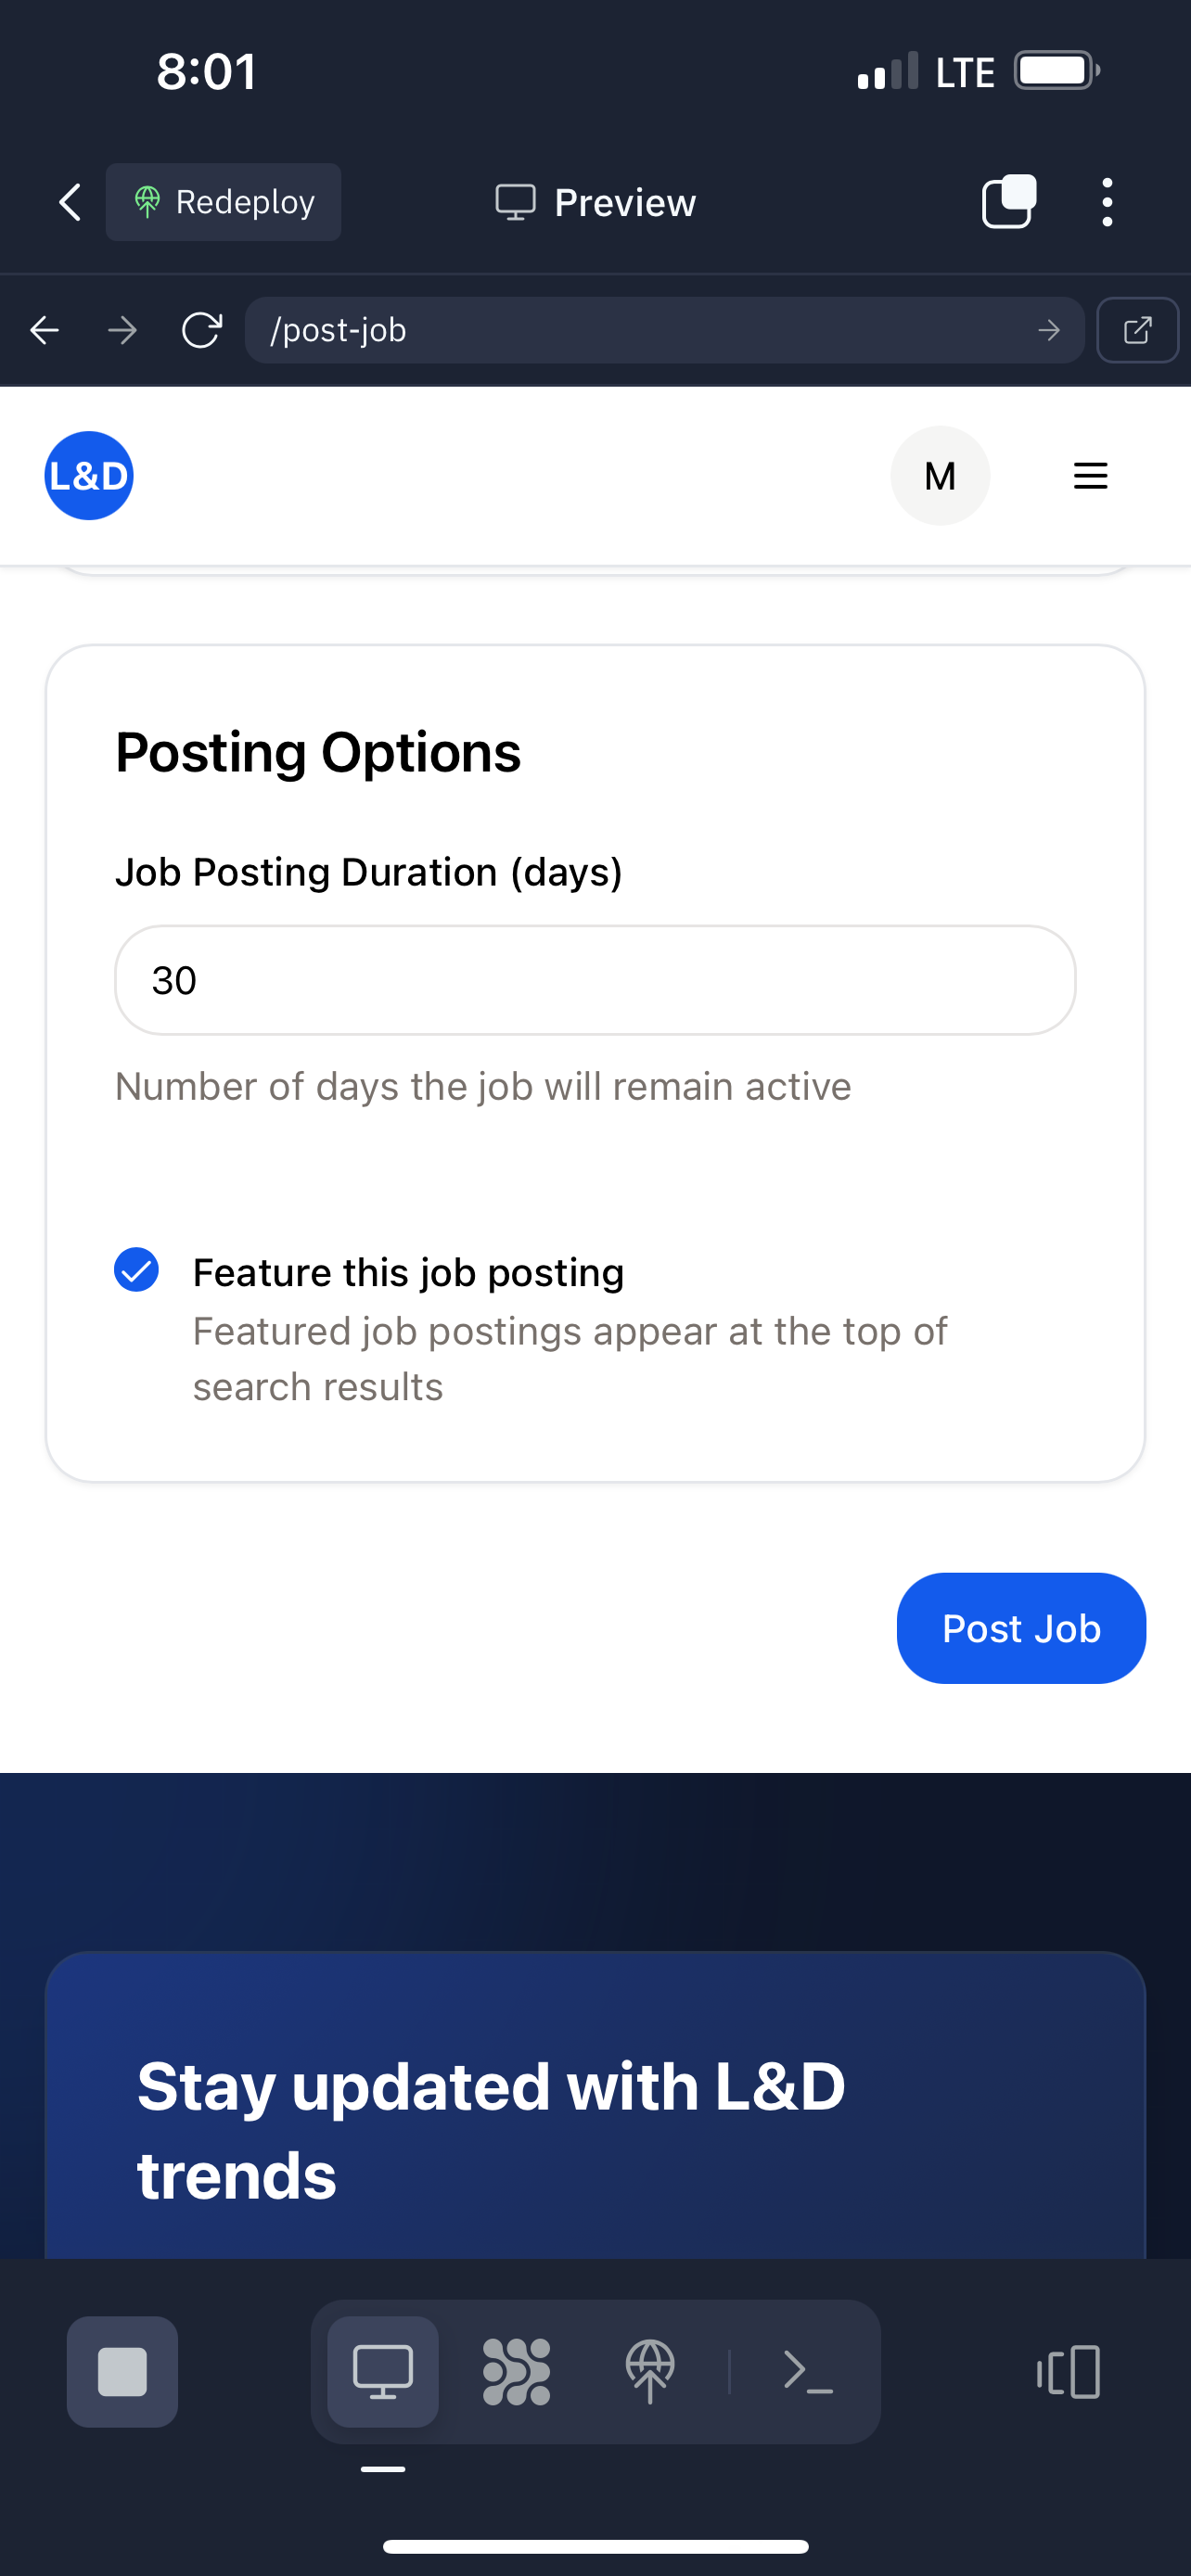 8:01
LTE
Redeploy
Preview
/post-job
L&D
M
Posting Options
Job Posting Duration (days)
30
Number of days the job will remain active
Feature this job posting
Featured job postings appear at the top of
search results
Post Job
Stay updated with L&D
trends